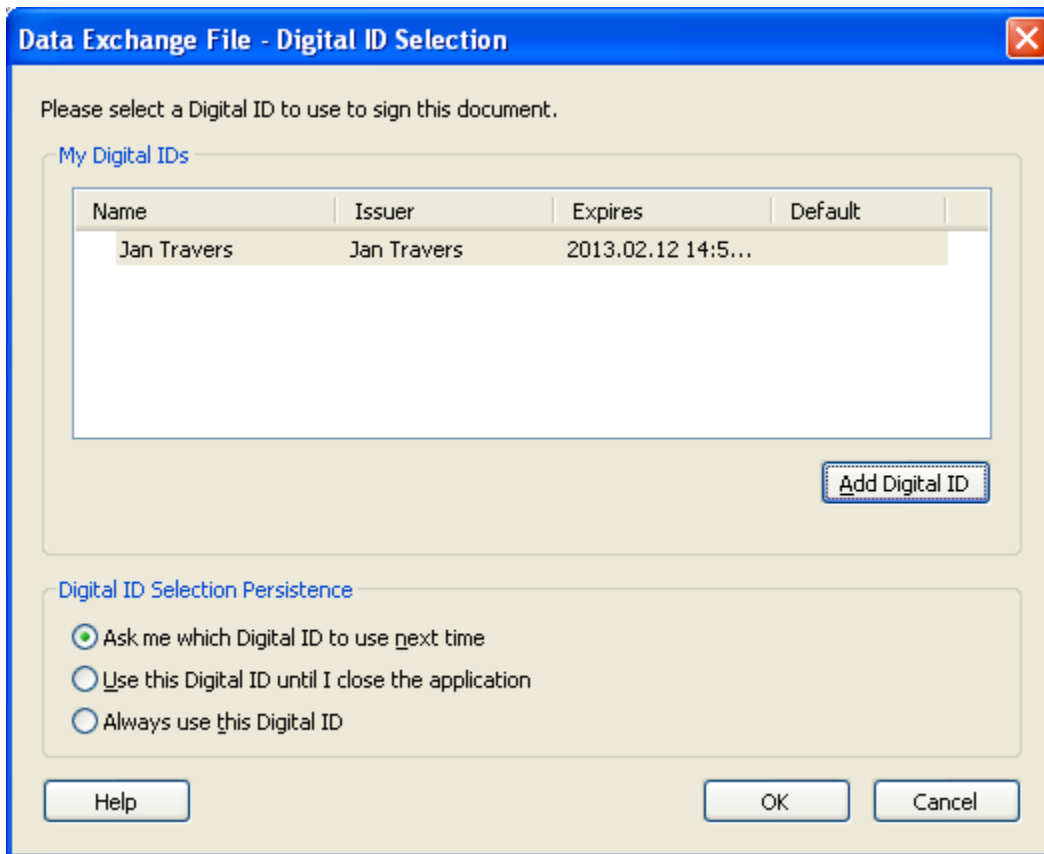 Data Exchange File - Digital ID Selection
Please select a Digital ID to use to sign this document.
My Digital IDs
Name Issuer Expires Default
Jan Travers Jan Travers 2013.02.12 14:5...
Add Digital ID
Digital ID Selection Persistence
Ask me which Digital ID to use next time
Use this Digital ID until I close the application
Always use this Digital ID
Help OK Cancel